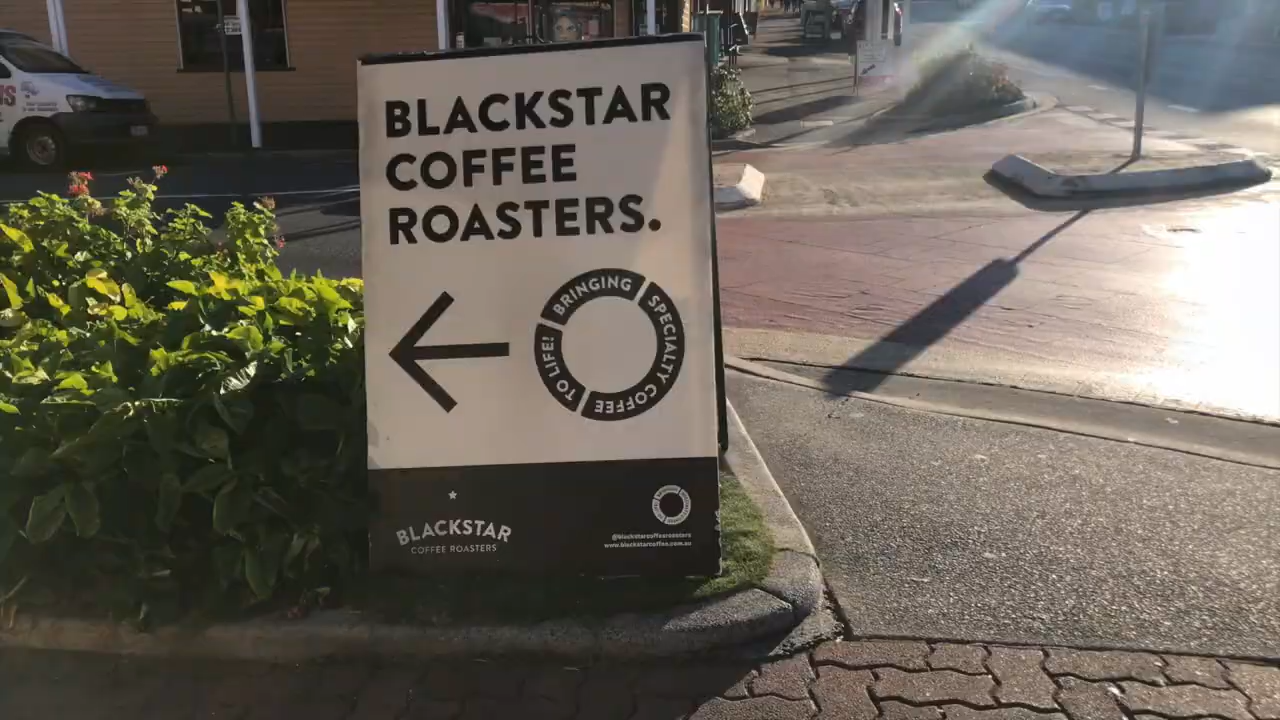 BLACKSTAR
COFFEE
ROASTERS.
BRINGING
SPECIALTY COFFEE
TO LIFE!
BLACKSTAR
COFFEE ROASTERS
@blackstarcoffeeroasters
www.blackstarcoffee.com.au